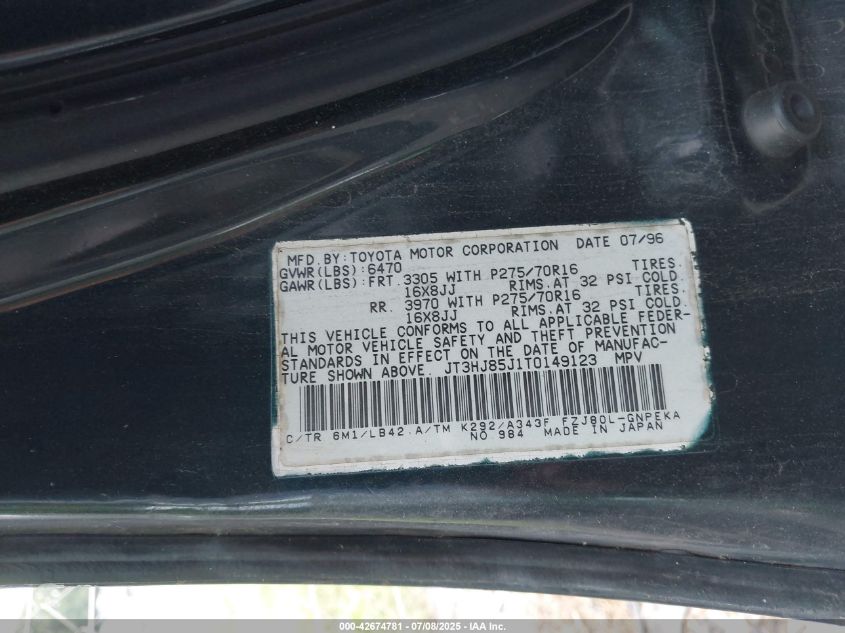 MFD. BY: TOYOTA MOTOR CORPORATION DATE 07/96
GVWR(LBS): 6470
GAWR(LBS): FRT. 3305 WITH P275/70R16 TIRES.
16X8JJ RIMS. AT 32 PSI COLD.
RR. 3970 WITH P275/70R16 TIRES.
16X8JJ RIMS. AT 32 PSI COLD.
THIS VEHICLE CONFORMS TO ALL APPLICABLE FEDER-
AL MOTOR VEHICLE SAFETY AND THEFT PREVENTION
STANDARDS IN EFFECT ON THE DATE OF MANUFAC-
TURE SHOWN ABOVE. JT3HJ85J1T0149123 MPV
C/TR 6M1/LB42 A/TM K292/A343F FZJ80L-GNPEKA
NO 984 MADE IN JAPAN
000-42674781 - 07/08/2025 - IAA Inc.